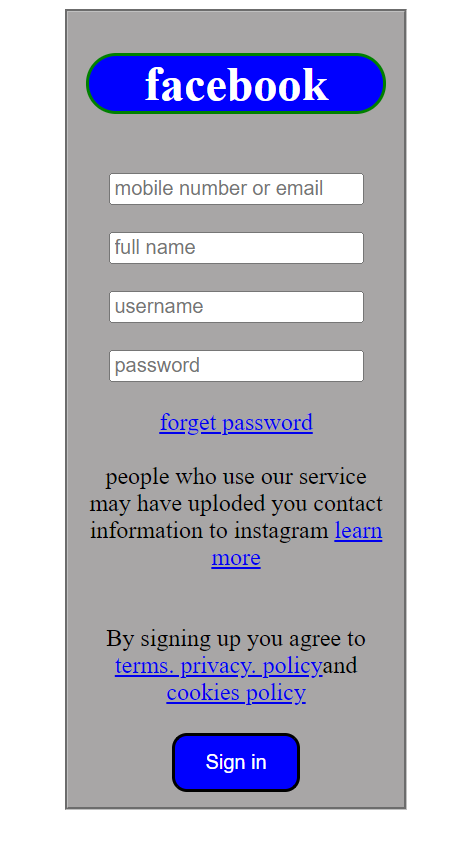 facebook
mobile number or email
full name
username
password
forget password
people who use our service
may have uploded you contact
information to instagram learn
more
By signing up you agree to
terms. privacy. policyand
cookies policy
Sign in